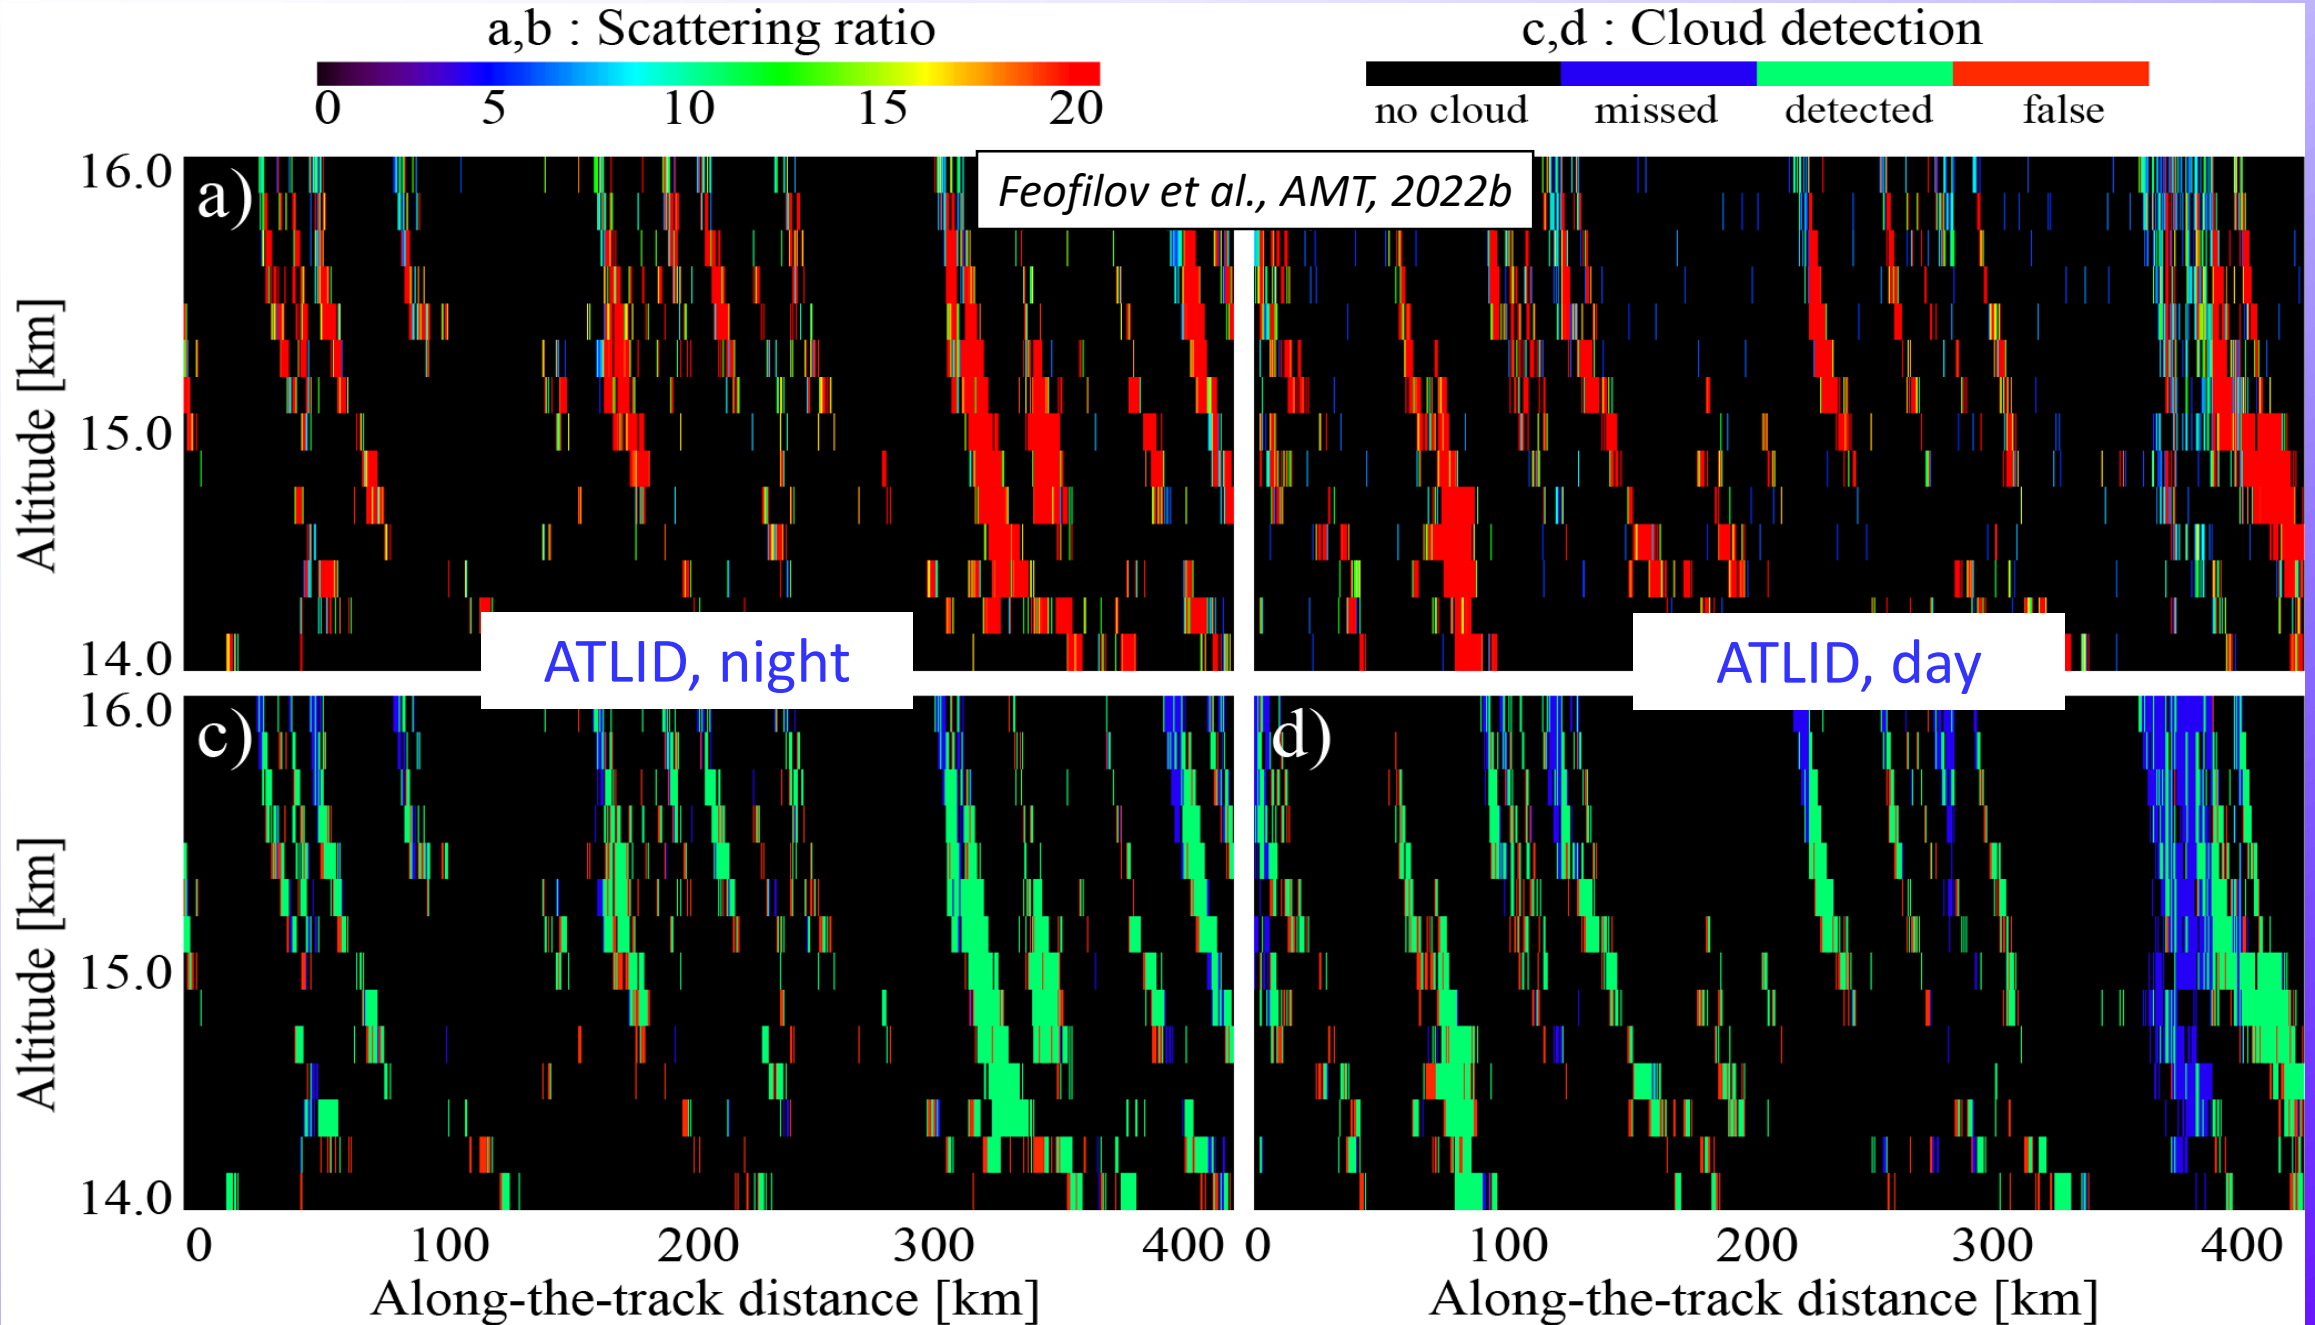 a,b : Scattering ratio
0 5 10 15 20
c,d : Cloud detection
no cloud missed detected false
Feofilov et al., AMT, 2022b
a)
16.0
15.0
14.0
Altitude [km]
ATLID, night
ATLID, day
c)
d)
16.0
15.0
14.0
Altitude [km]
0 100 200 300 400
0 100 200 300 400
Along-the-track distance [km]
Along-the-track distance [km]